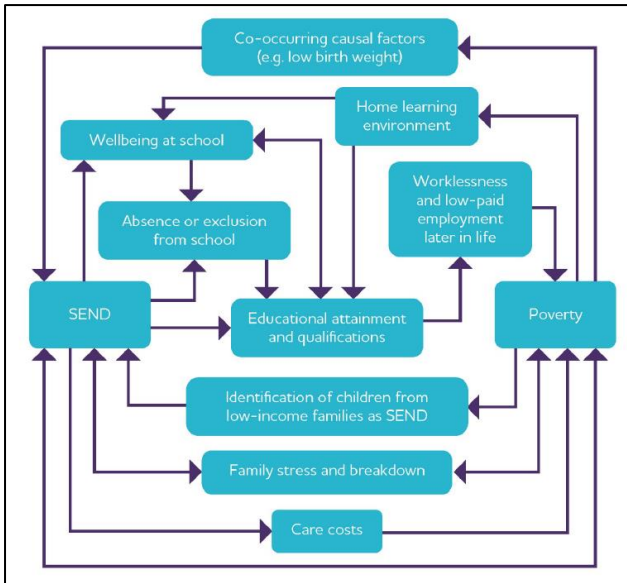 Co-occurring causal factors
(e.g. low birth weight)
Home learning
environment
Wellbeing at school
Worklessness
and low-paid
employment
later in life
Absence or exclusion
from school
SEND
Educational attainment
and qualifications
Poverty
Identification of children from
low-income families as SEND
Family stress and breakdown
Care costs